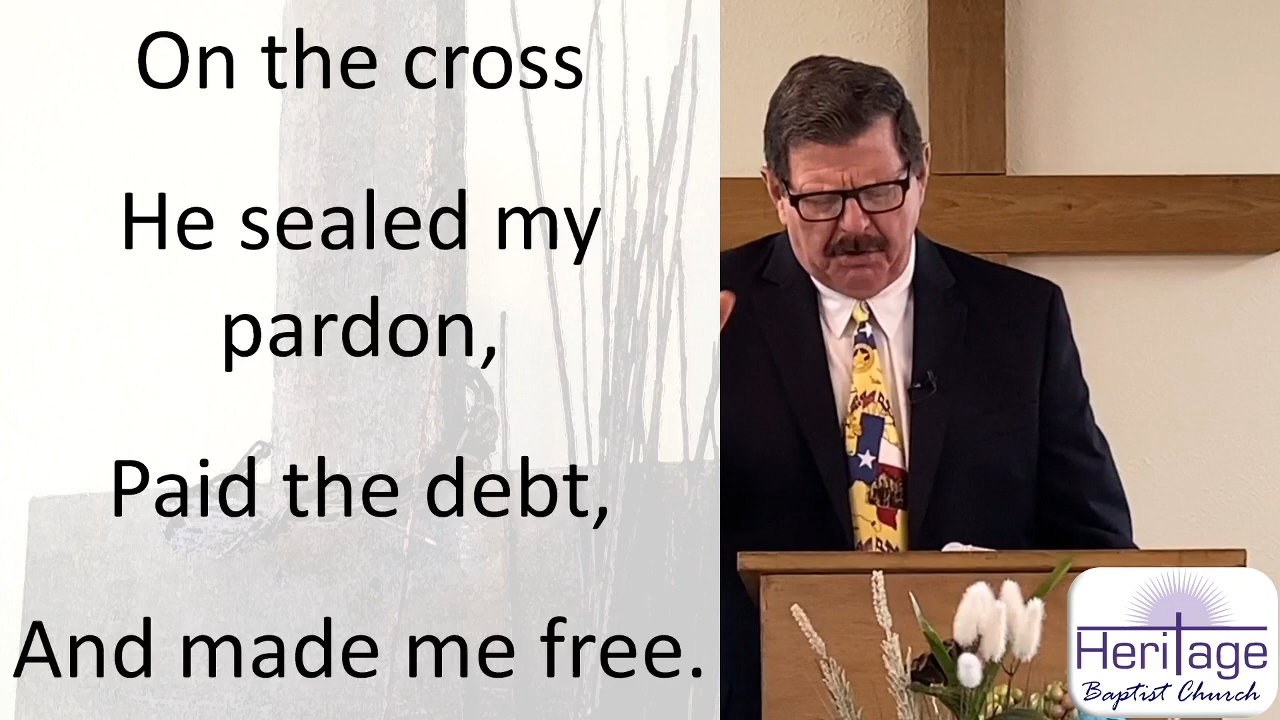 On the cross
He sealed my
pardon,
Paid the debt,
And made me free.
Heritage
Baptist Church